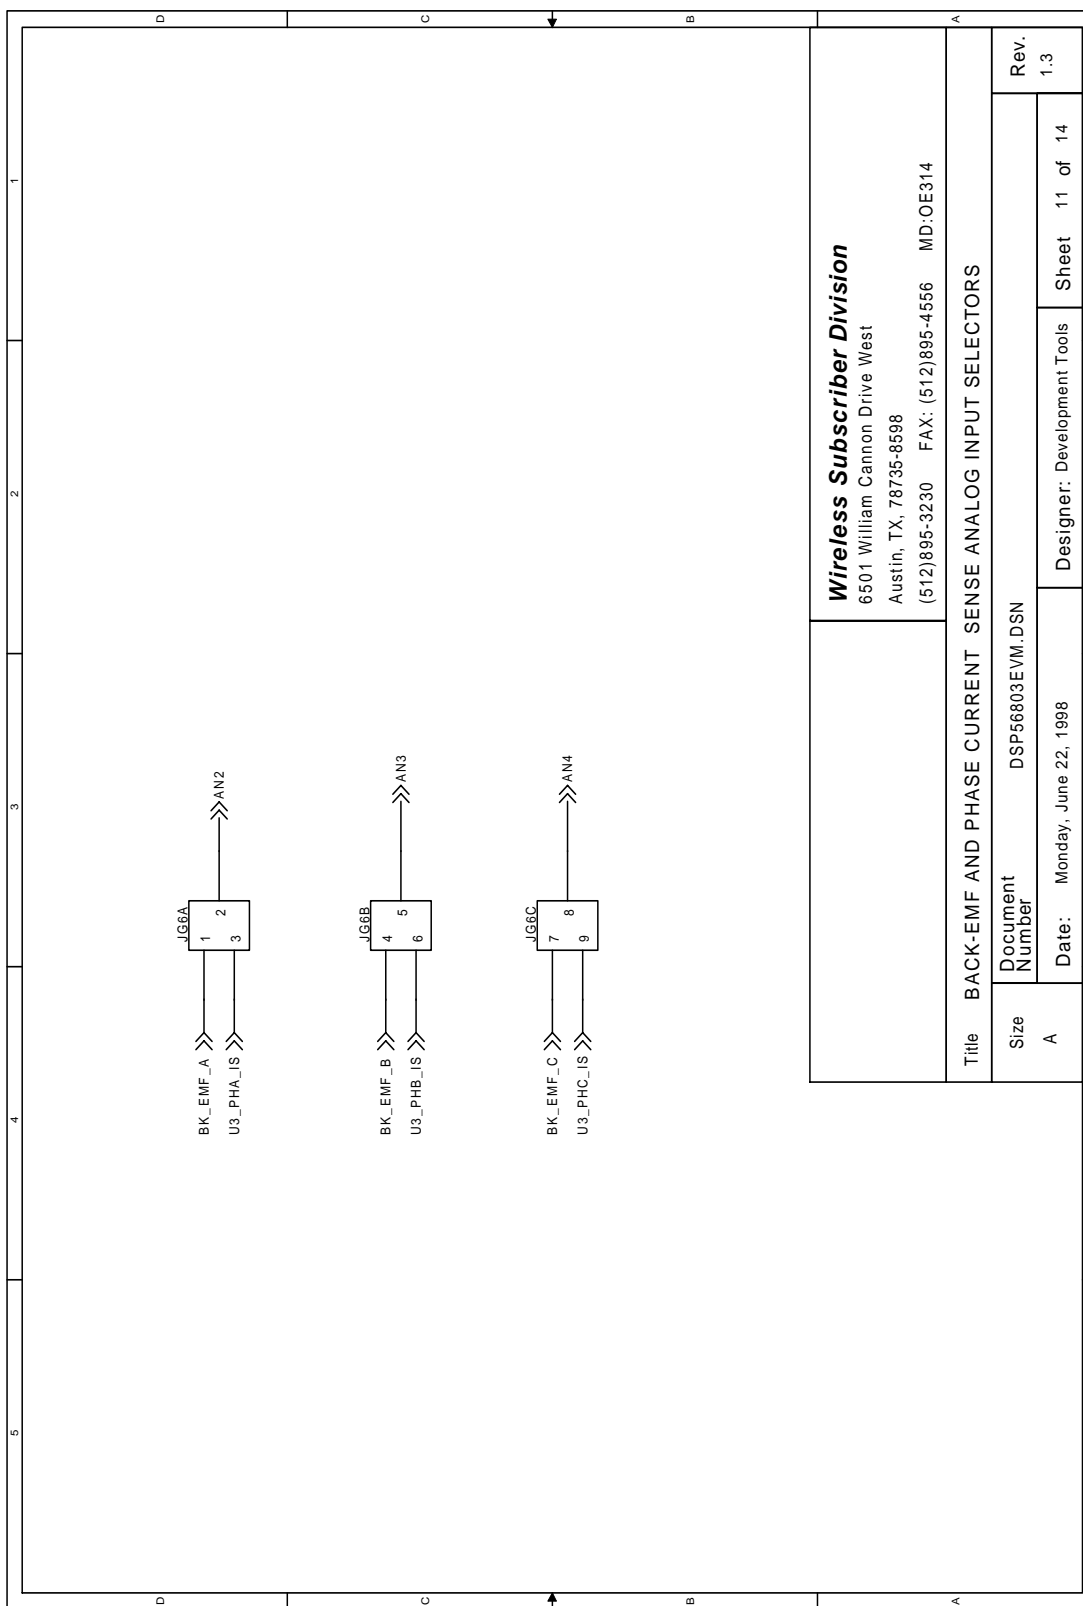 5
4
3
2
1
D
D
C
C
B
B
A
A
JG6A
BK_EMF_A
1
2
AN2
U3_PHA_IS
3
JG6B
BK_EMF_B
4
5
AN3
U3_PHB_IS
6
JG6C
BK_EMF_C
7
8
AN4
U3_PHC_IS
9
Wireless Subscriber Division
6501 William Cannon Drive West
Austin, TX, 78735-8598
(512)895-3230 FAX: (512)895-4556 MD:OE314
Title BACK-EMF AND PHASE CURRENT SENSE ANALOG INPUT SELECTORS
Size
A
Document
Number
DSP56803EVM.DSN
Rev.
1.3
Date: Monday, June 22, 1998
Designer: Development Tools
Sheet 11 of 14